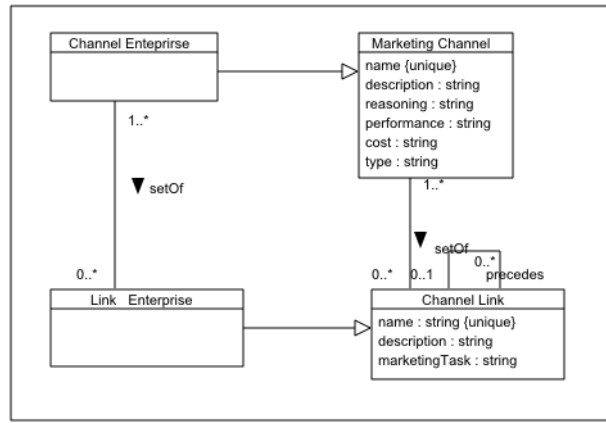 Channel Enteprirse
Marketing Channel
name {unique}
description : string
reasoning : string
performance : string
cost : string
type : string
1..*
1..*
setOf
setOf
0..*
0..*
0..*
0..1
precedes
Link Enterprise
Channel Link
name : string {unique}
description : string
marketingTask : string